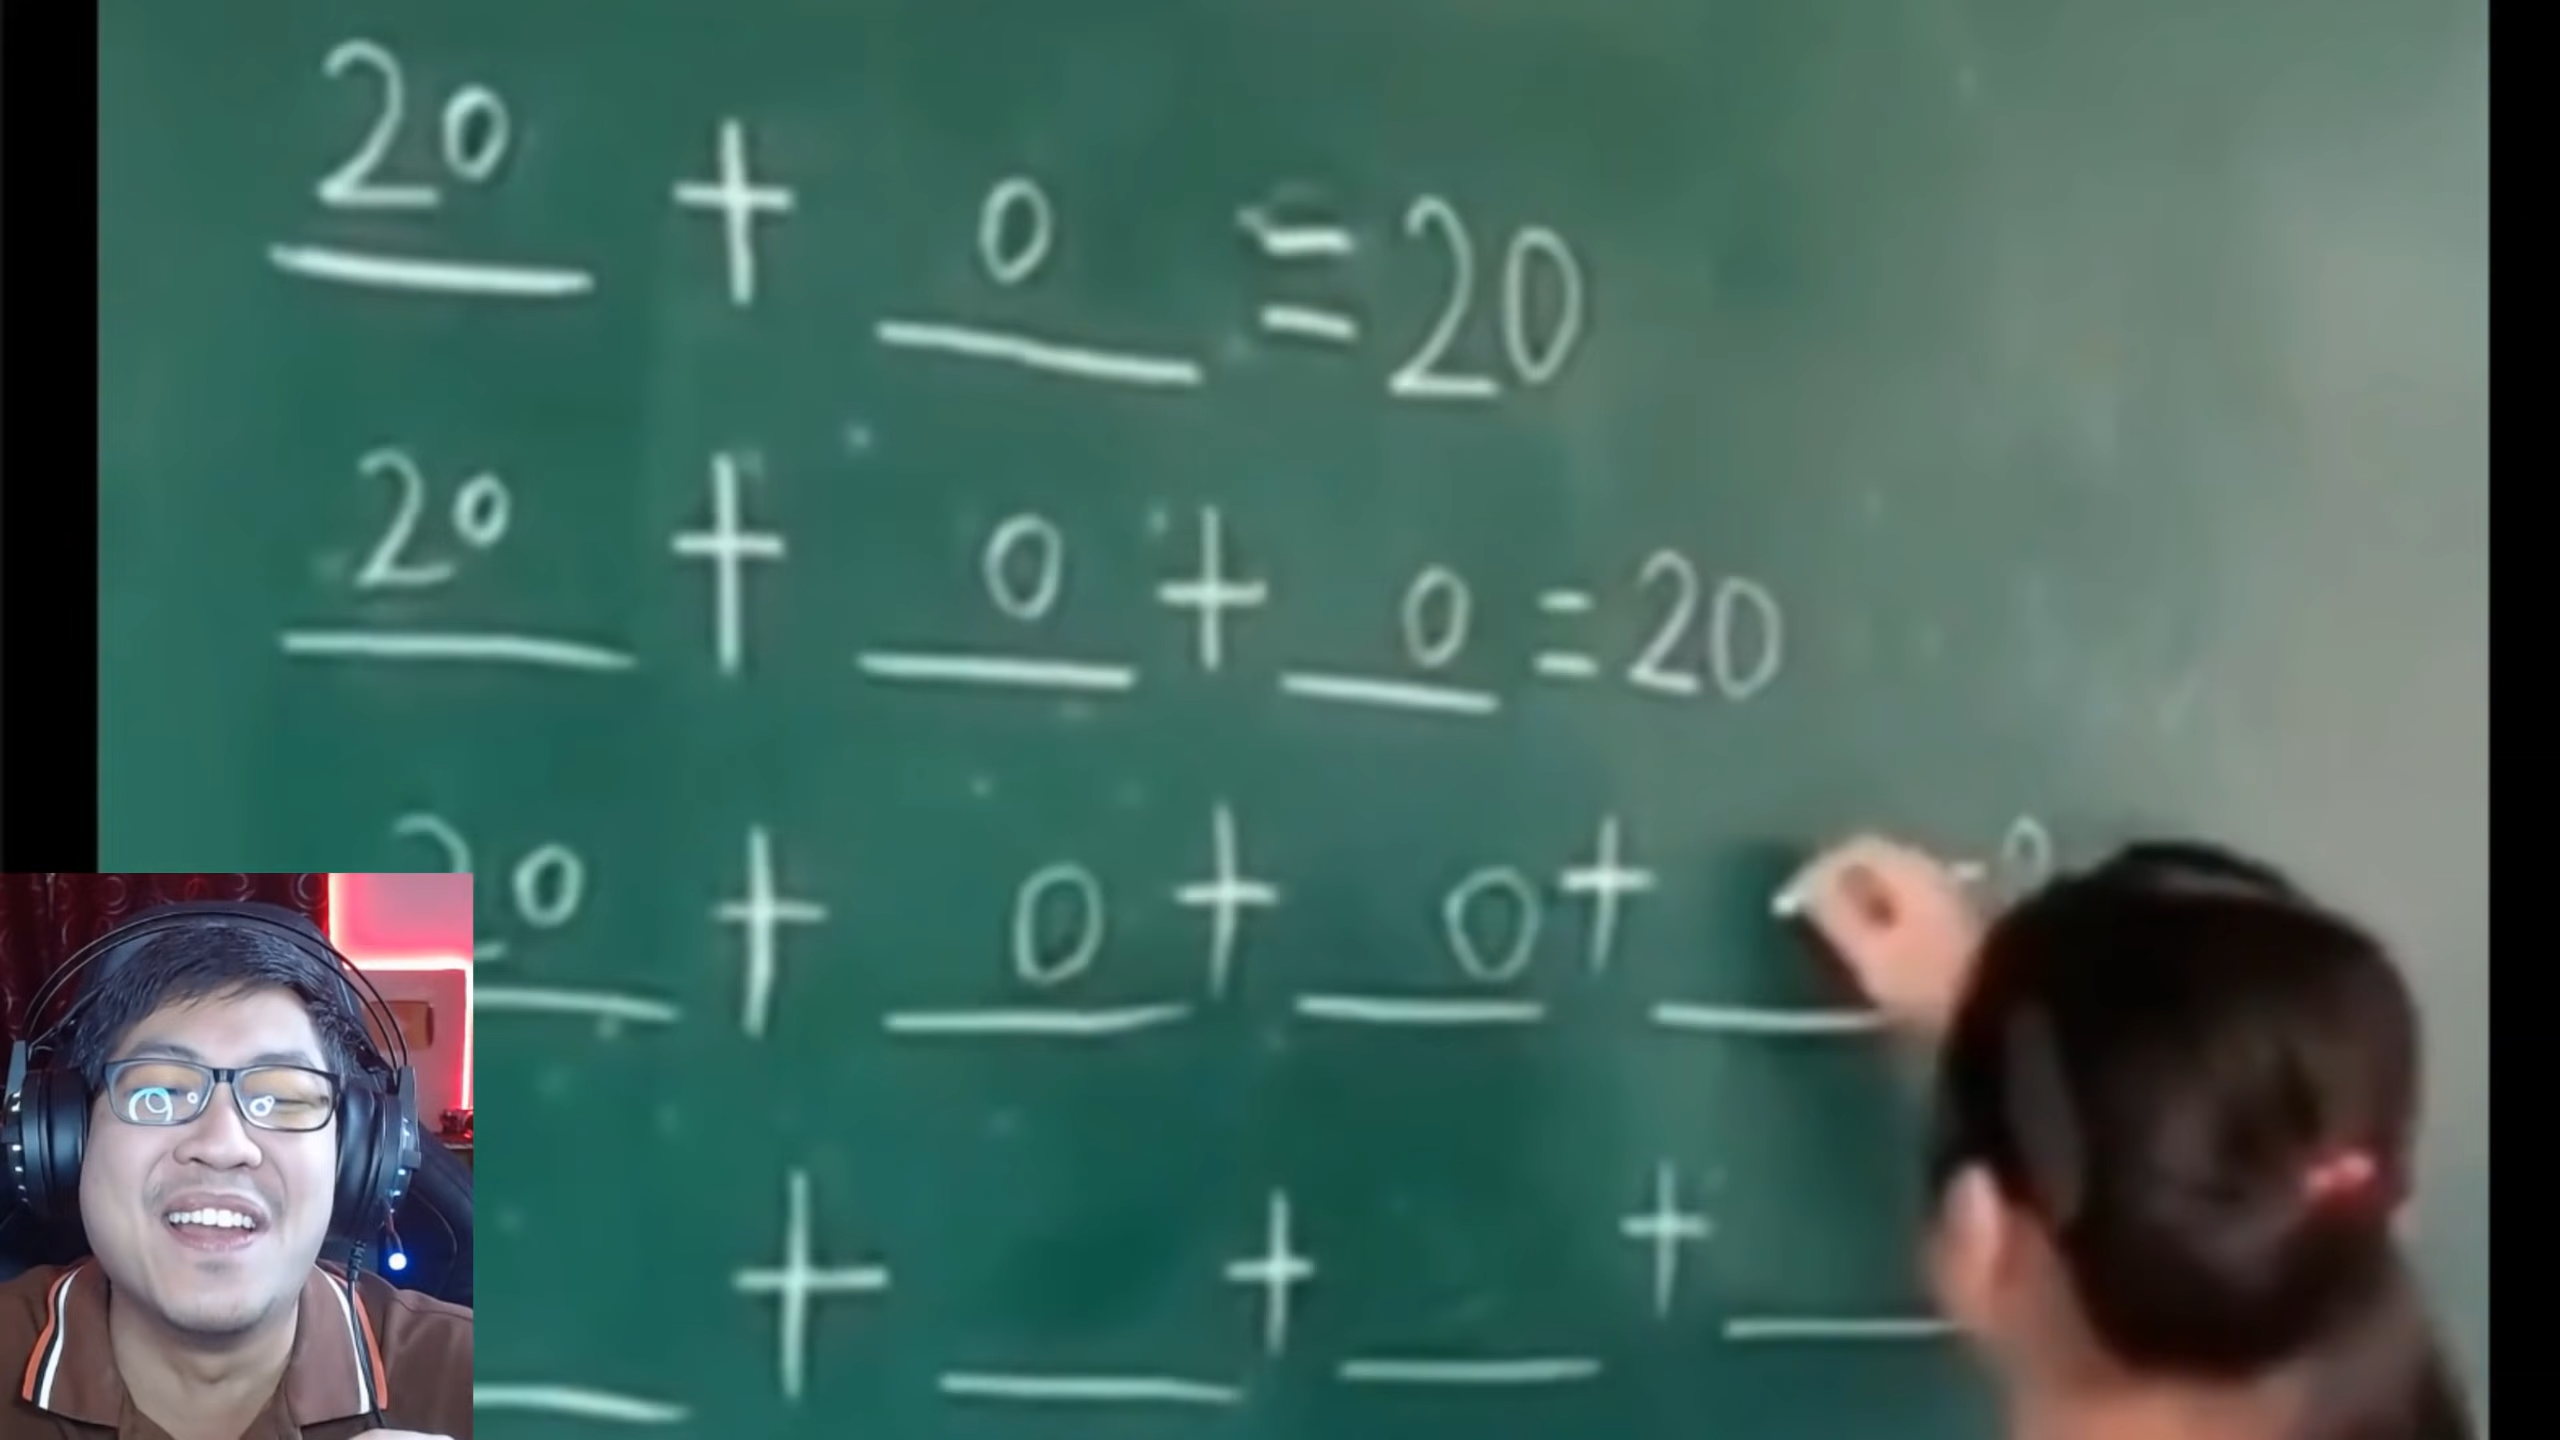 20 + 0 = 20
20 + 0 + 0 = 20
20 + 0 + 0 +
+ + +